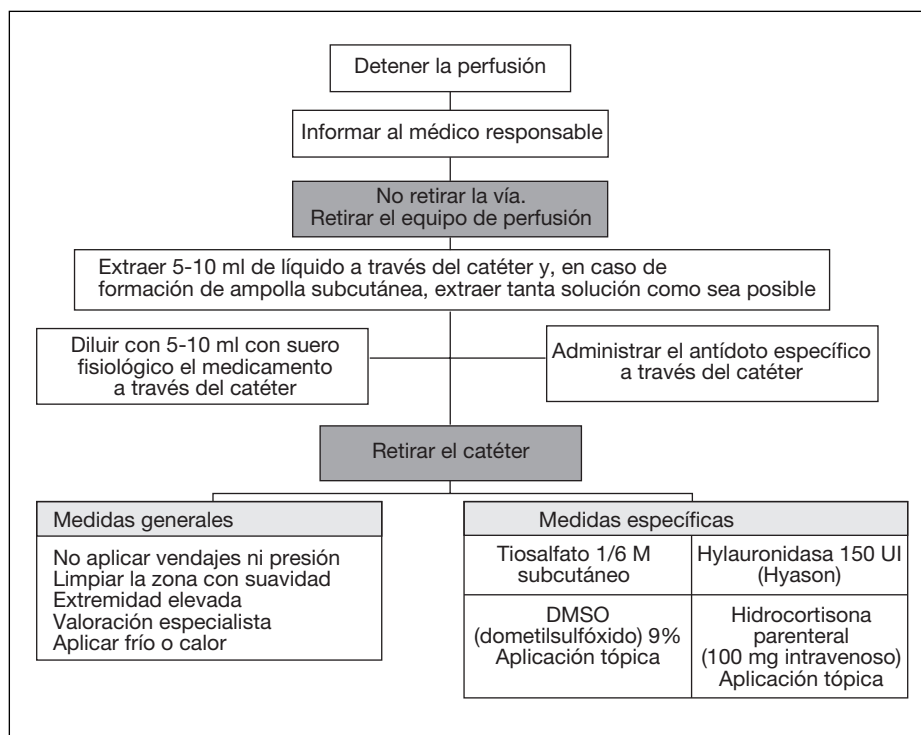 Detener la perfusión
Informar al médico responsable
No retirar la vía.
Retirar el equipo de perfusión
Extraer 5-10 ml de líquido a través del catéter y, en caso de
formación de ampolla subcutánea, extraer tanta solución como sea posible
Diluir con 5-10 ml con suero
fisiológico el medicamento
a través del catéter
Administrar el antídoto específico
a través del catéter
Retirar el catéter
Medidas generales
No aplicar vendajes ni presión
Limpiar la zona con suavidad
Extremidad elevada
Valoración especialista
Aplicar frío o calor
Medidas específicas
Tiosalfato 1/6 M
subcutáneo
Hylauronidasa 150 UI
(Hyason)
DMSO
(dometilsulfóxido) 9%
Aplicación tópica
Hidrocortisona
parenteral
(100 mg intravenoso)
Aplicación tópica